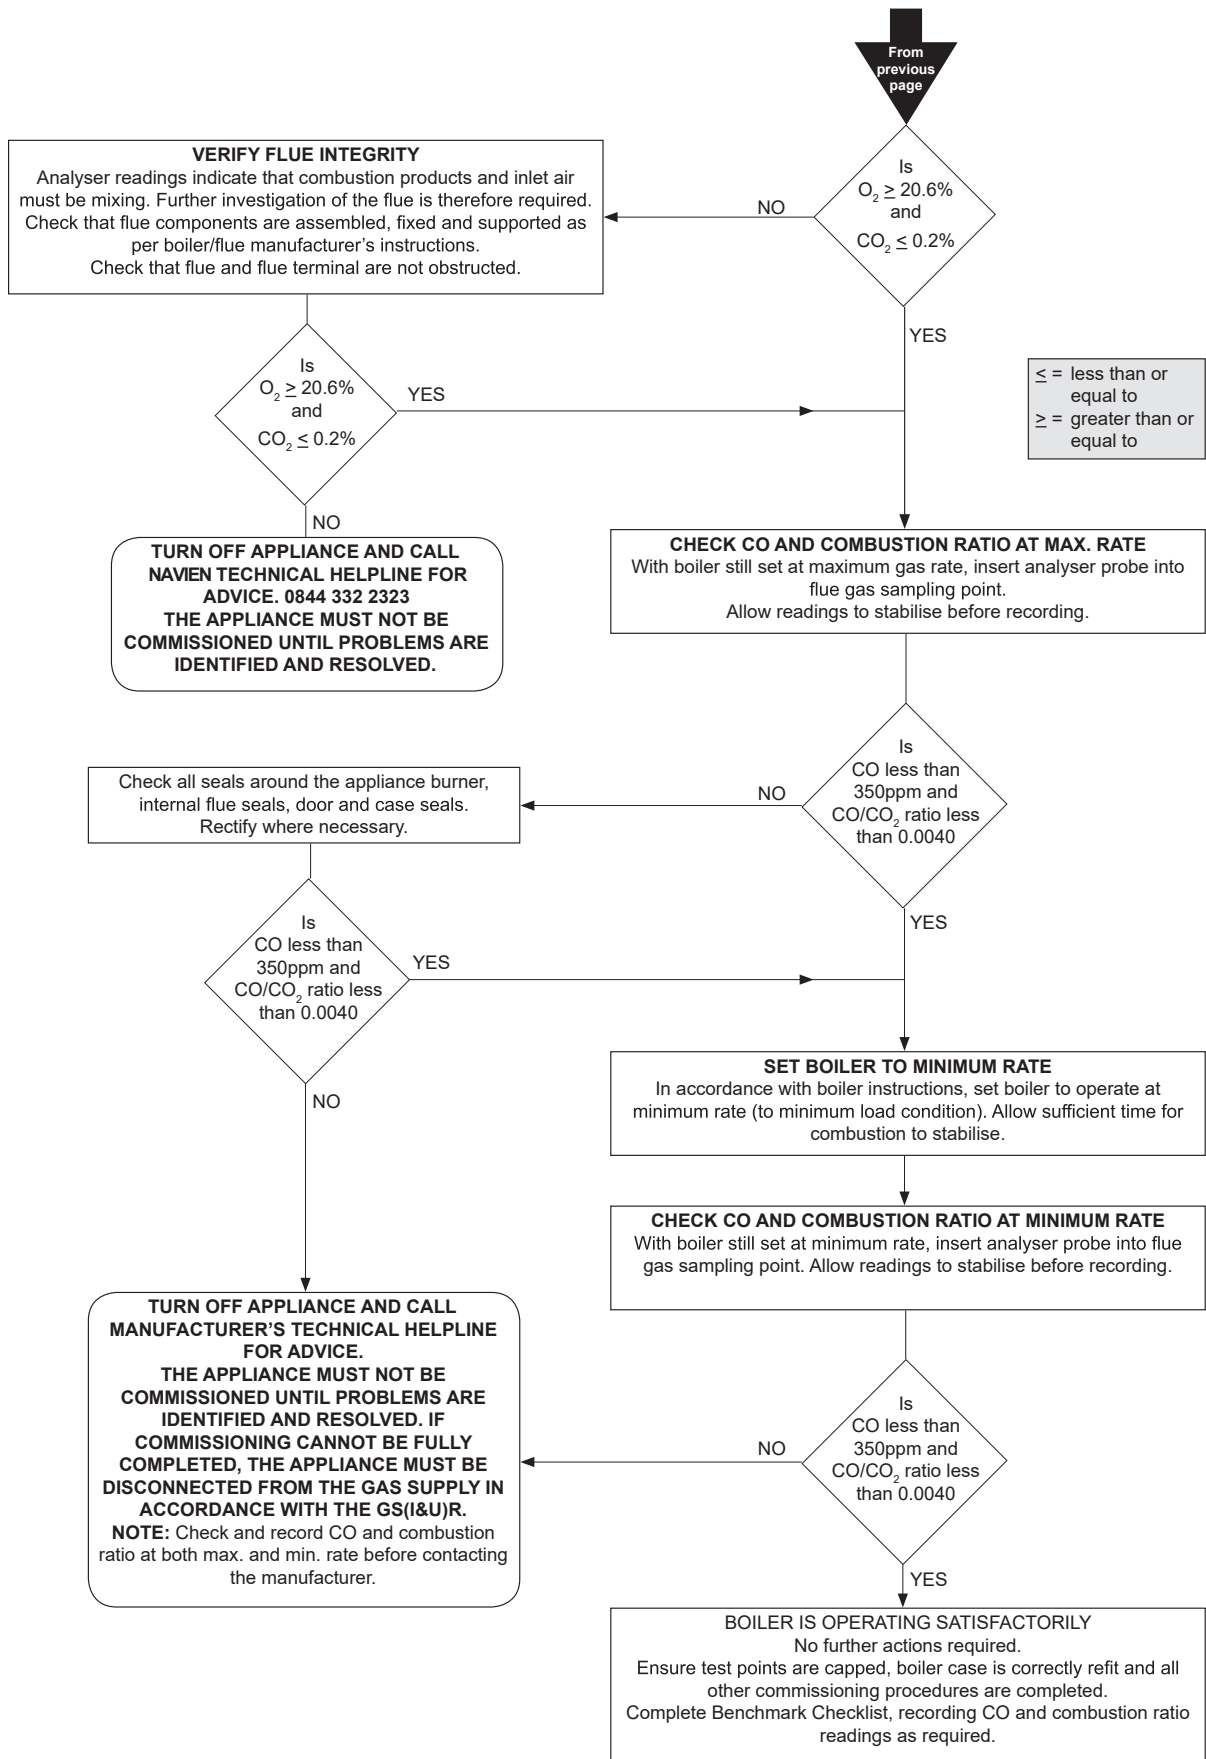 From
previous
page
Is
O₂ ≥ 20.6%
and
CO₂ ≤ 0.2%
NO
YES
VERIFY FLUE INTEGRITY
Analyser readings indicate that combustion products and inlet air
must be mixing. Further investigation of the flue is therefore required.
Check that flue components are assembled, fixed and supported as
per boiler/flue manufacturer’s instructions.
Check that flue and flue terminal are not obstructed.
Is
O₂ ≥ 20.6%
and
CO₂ ≤ 0.2%
YES
NO
≤ = less than or
equal to
≥ = greater than or
equal to
TURN OFF APPLIANCE AND CALL
NAVIEN TECHNICAL HELPLINE FOR
ADVICE. 0844 332 2323
THE APPLIANCE MUST NOT BE
COMMISSIONED UNTIL PROBLEMS ARE
IDENTIFIED AND RESOLVED.
CHECK CO AND COMBUSTION RATIO AT MAX. RATE
With boiler still set at maximum gas rate, insert analyser probe into
flue gas sampling point.
Allow readings to stabilise before recording.
Is
CO less than
350ppm and
CO/CO₂ ratio less
than 0.0040
NO
YES
Check all seals around the appliance burner,
internal flue seals, door and case seals.
Rectify where necessary.
Is
CO less than
350ppm and
CO/CO₂ ratio less
than 0.0040
YES
NO
SET BOILER TO MINIMUM RATE
In accordance with boiler instructions, set boiler to operate at
minimum rate (to minimum load condition). Allow sufficient time for
combustion to stabilise.
CHECK CO AND COMBUSTION RATIO AT MINIMUM RATE
With boiler still set at minimum rate, insert analyser probe into flue
gas sampling point. Allow readings to stabilise before recording.
TURN OFF APPLIANCE AND CALL
MANUFACTURER’S TECHNICAL HELPLINE
FOR ADVICE.
THE APPLIANCE MUST NOT BE
COMMISSIONED UNTIL PROBLEMS ARE
IDENTIFIED AND RESOLVED. IF
COMMISSIONING CANNOT BE FULLY
COMPLETED, THE APPLIANCE MUST BE
DISCONNECTED FROM THE GAS SUPPLY IN
ACCORDANCE WITH THE GS(I&U)R.
NOTE: Check and record CO and combustion
ratio at both max. and min. rate before contacting
the manufacturer.
Is
CO less than
350ppm and
CO/CO₂ ratio less
than 0.0040
NO
YES
BOILER IS OPERATING SATISFACTORILY
No further actions required.
Ensure test points are capped, boiler case is correctly refit and all
other commissioning procedures are completed.
Complete Benchmark Checklist, recording CO and combustion ratio
readings as required.